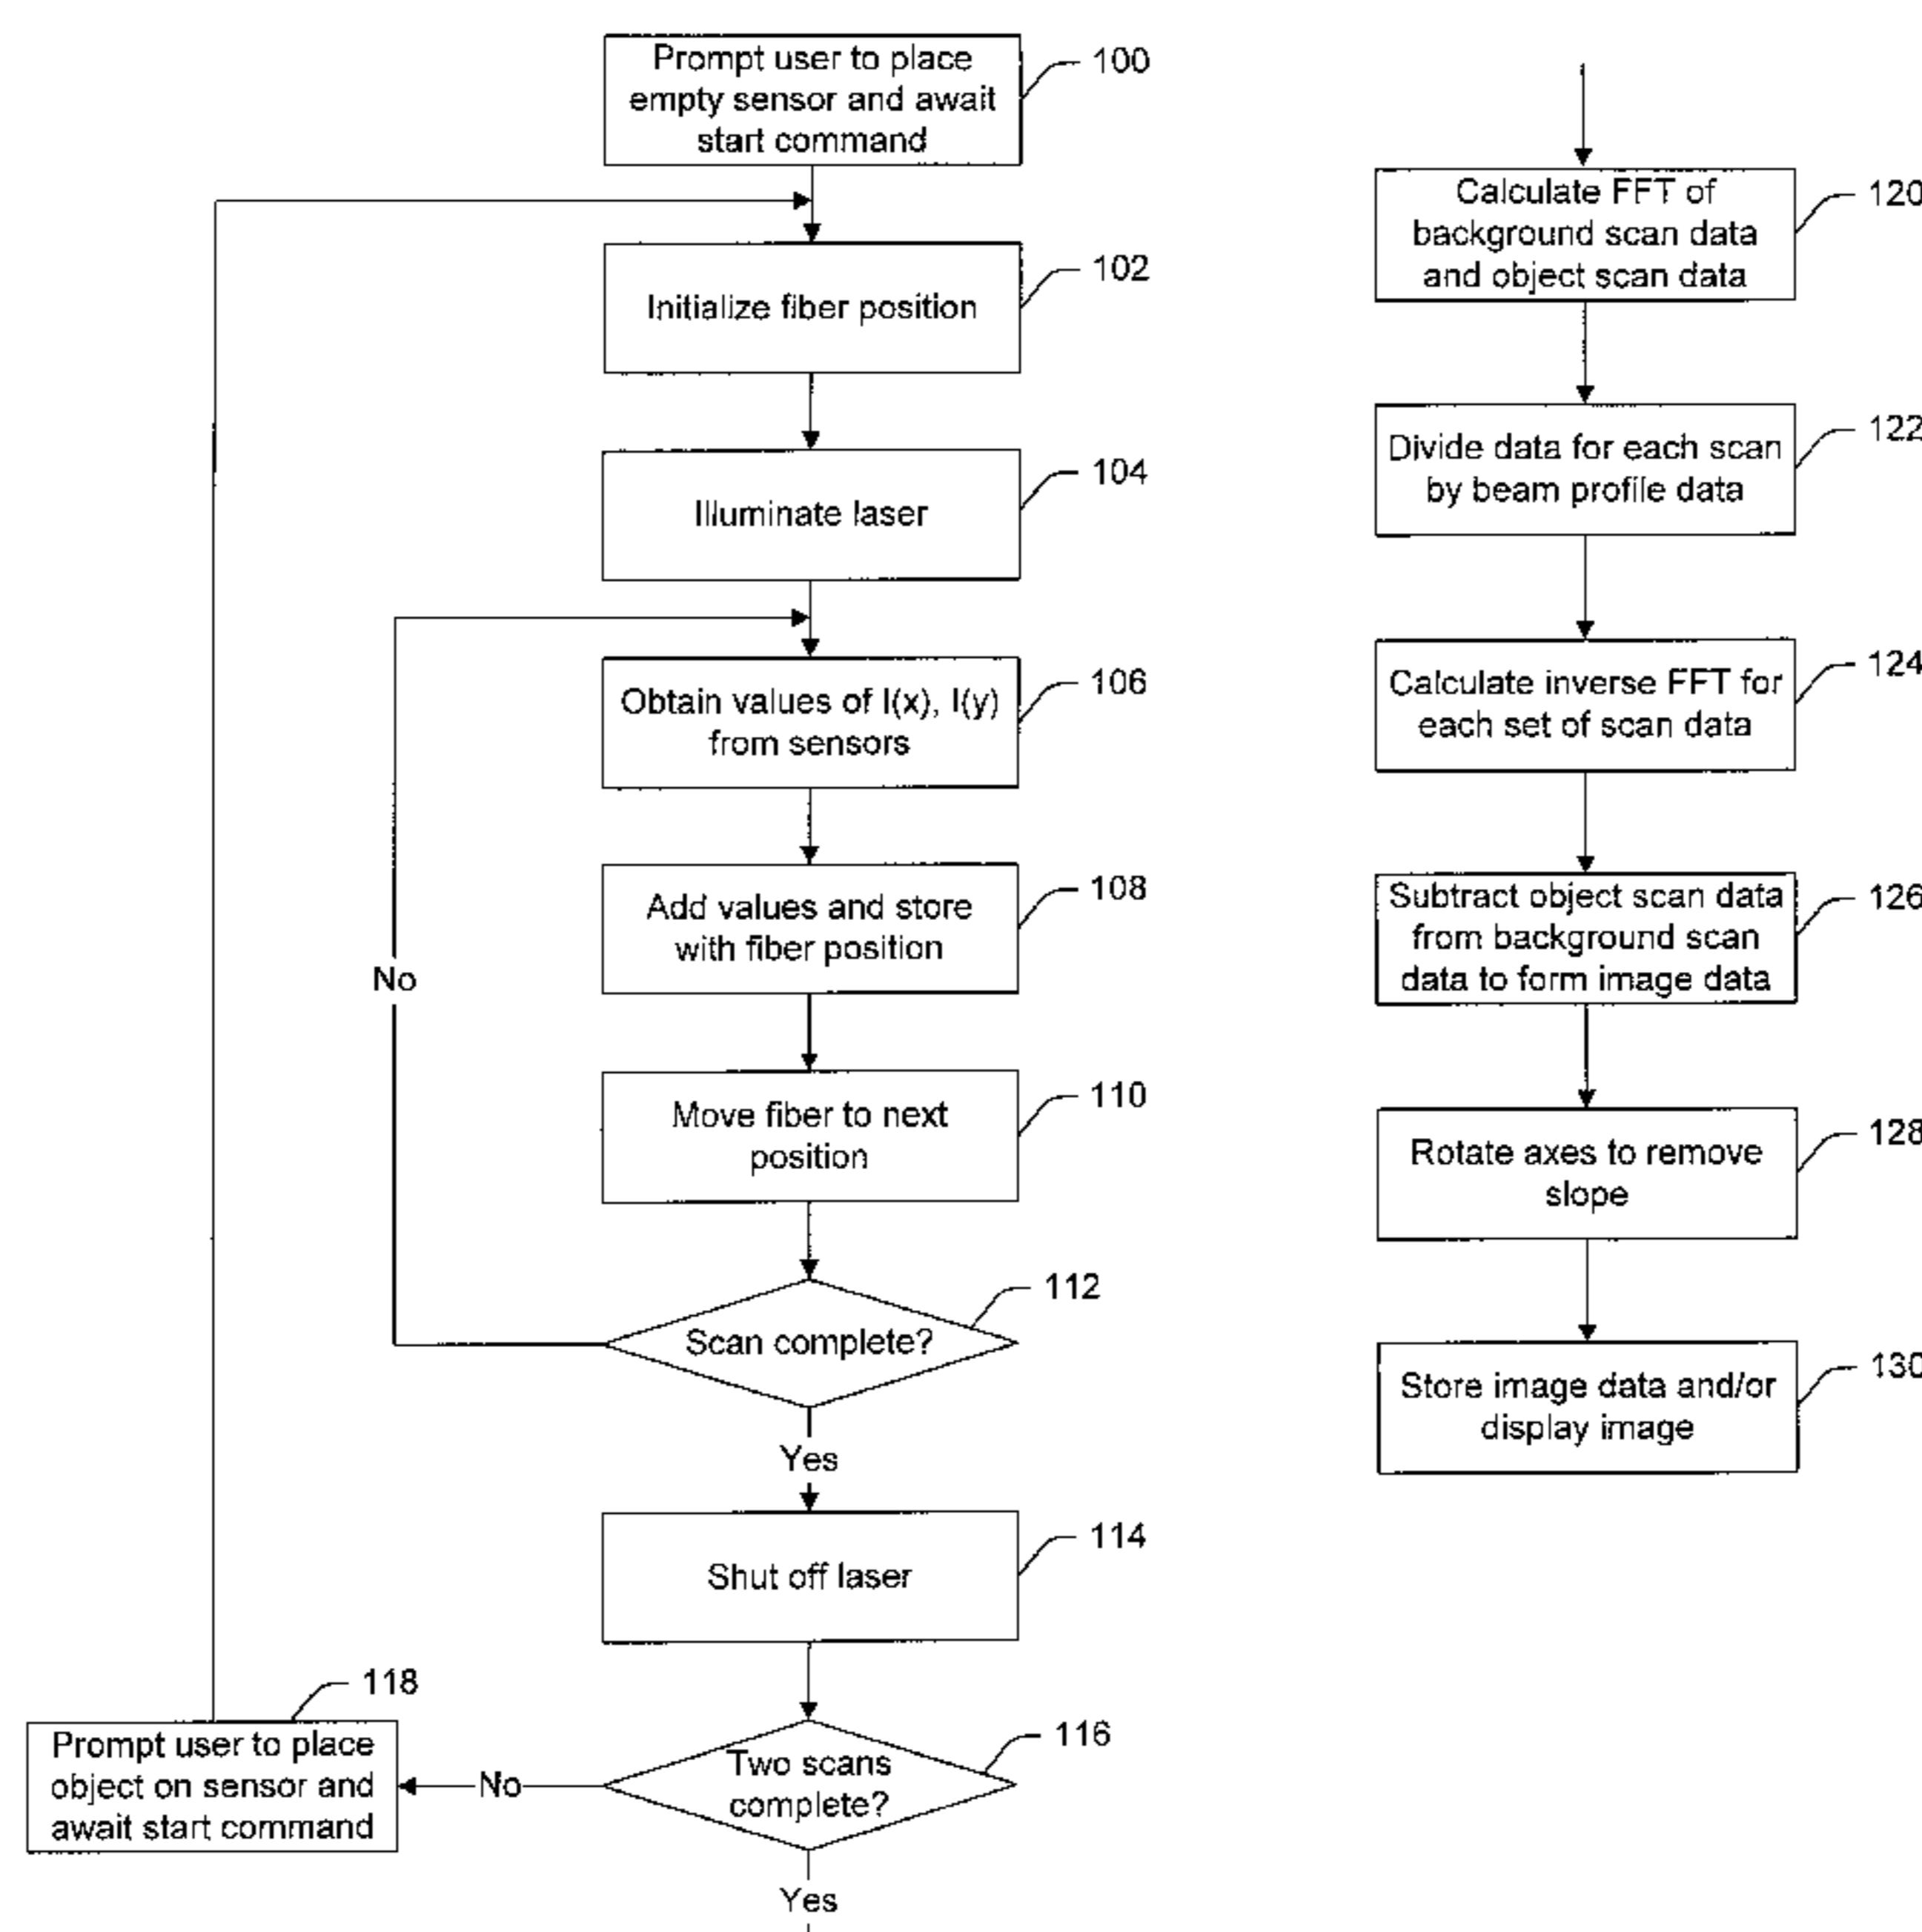 Prompt user to place
empty sensor and await
start command
100
Initialize fiber position
102
Illuminate laser
104
Obtain values of I(x), I(y)
from sensors
106
Add values and store
with fiber position
108
No
Move fiber to next
position
110
Scan complete?
112
Yes
Shut off laser
114
Two scans
complete?
116
No
Prompt user to place
object on sensor and
await start command
118
Yes
Calculate FFT of
background scan data
and object scan data
120
Divide data for each scan
by beam profile data
122
Calculate inverse FFT for
each set of scan data
124
Subtract object scan data
from background scan
data to form image data
126
Rotate axes to remove
slope
128
Store image data and/or
display image
130